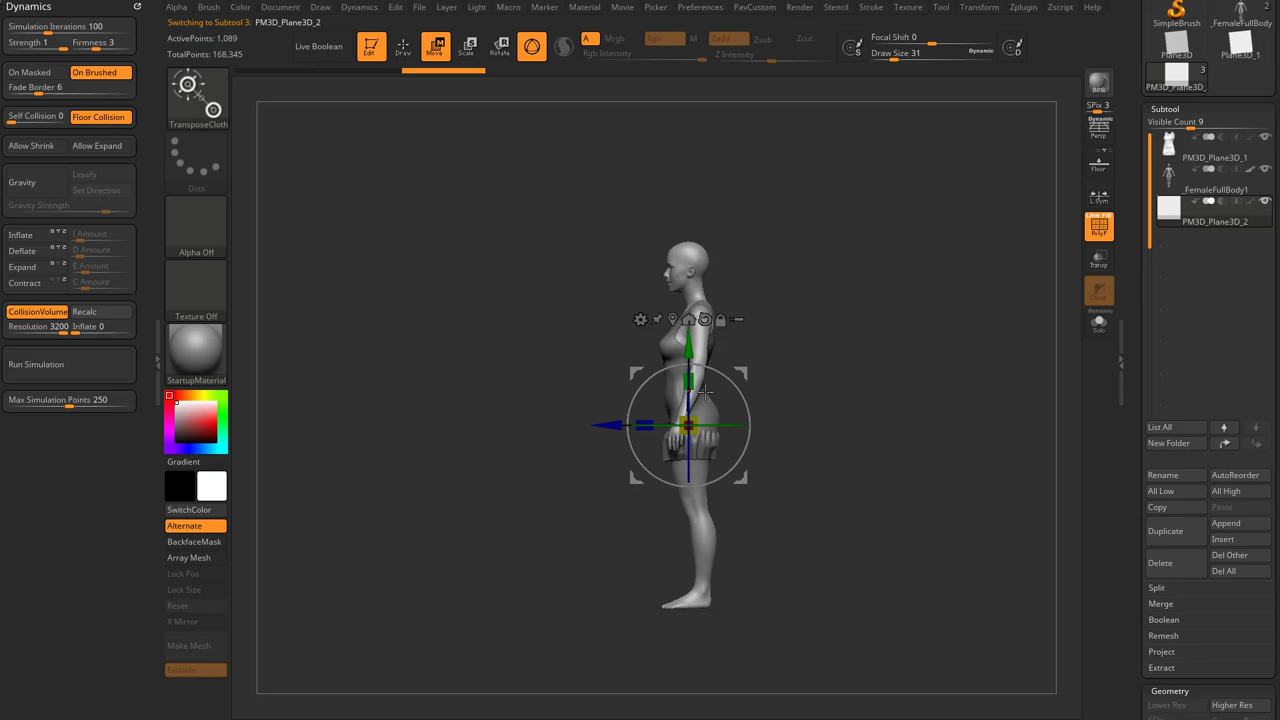 Dynamics
Simulation Iterations 100
Strength 1 Firmness 3
On Masked On Brushed
Fade Border 6
Self Collision 0 Floor Collision
Allow Shrink Allow Expand
Gravity
Liquify
Set Direction
Gravity Strength
Inflate I Amount
Deflate D Amount
Expand E Amount
Contract C Amount
CollisionVolume Recalc
Resolution 3200 Inflate 0
Run Simulation
Max Simulation Points 250
Alpha Brush Color Document Draw Dynamics Edit File Layer Light Macro Marker Material Movie Picker Preferences Render Stencil Stroke Texture Tool Transform Zplugin Zscript Help
Switching to Subtool 3: PM3D_Plane3D_2
ActivePoints: 1,089
TotalPoints: 168,345
Live Boolean
Edit
Draw
Move
Scale
Rotate
A Mrgb
Rgb M
Rgb Intensity
Zadd Zsub Zcut
Z Intensity
S
Focal Shift 0
Draw Size 31 Dynamic
D
TransposeCloth
Dots
Alpha Off
Texture Off
StartupMaterial
Gradient
SwitchColor
Alternate
BackfaceMask
Array Mesh
Lock Pos
Lock Size
Reset
X Mirror
Make Mesh
Extrude
BPR
SPix 3
Dynamic
Persp
Floor
L.Sym
Line Fill
PolyF
Transp
Ghost
Dynamic
Solo
2
SimpleBrush _FemaleFullBody
Plane3D Plane3D_1
3
PM3D_Plane3D_
Subtool
Visible Count 9
PM3D_Plane3D_1
_FemaleFullBody1
PM3D_Plane3D_2
List All
New Folder
Rename AutoReorder
All Low All High
Copy Paste
Duplicate
Append
Insert
Delete
Del Other
Del All
Split
Merge
Boolean
Remesh
Project
Extract
Geometry
Lower Res Higher Res